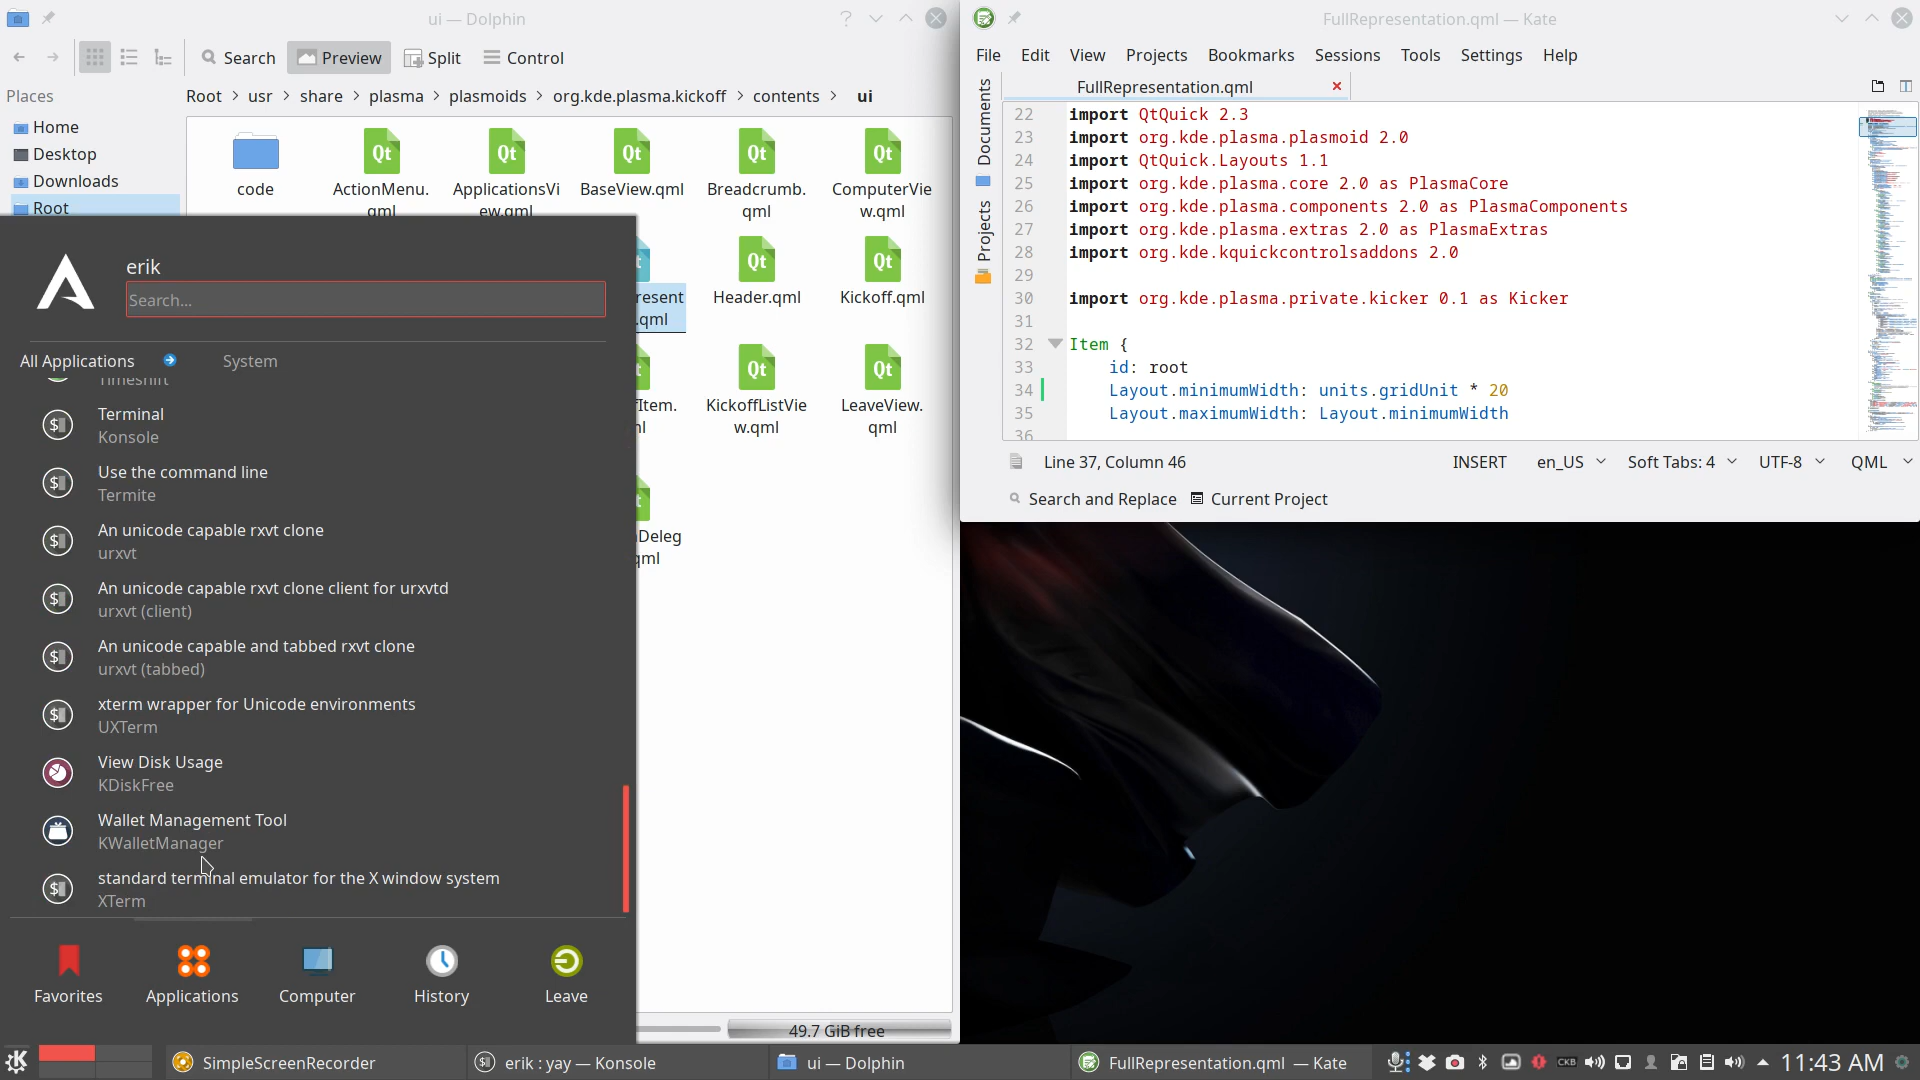 ui — Dolphin
Search
Preview
Split
Control
Places
Root > usr > share > plasma > plasmoids > org.kde.plasma.kickoff > contents > ui
Home
Desktop
Downloads
Root
code
ActionMenu.
qml
ApplicationsVi
ew.qml
BaseView.qml
Breadcrumb.
qml
ComputerVie
w.qml
resent
.qml
Header.qml
Kickoff.qml
fItem.
ml
KickoffListVie
w.qml
LeaveView.
qml
Deleg
qml
49.7 GiB free
erik
Search...
All Applications
System
Timeshift
Terminal
Konsole
Use the command line
Termite
An unicode capable rxvt clone
urxvt
An unicode capable rxvt clone client for urxvtd
urxvt (client)
An unicode capable and tabbed rxvt clone
urxvt (tabbed)
xterm wrapper for Unicode environments
UXTerm
View Disk Usage
KDiskFree
Wallet Management Tool
KWalletManager
standard terminal emulator for the X window system
XTerm
Favorites
Applications
Computer
History
Leave
FullRepresentation.qml — Kate
File Edit View Projects Bookmarks Sessions Tools Settings Help
Documents
Projects
FullRepresentation.qml
22 import QtQuick 2.3
23 import org.kde.plasma.plasmoid 2.0
24 import QtQuick.Layouts 1.1
25 import org.kde.plasma.core 2.0 as PlasmaCore
26 import org.kde.plasma.components 2.0 as PlasmaComponents
27 import org.kde.plasma.extras 2.0 as PlasmaExtras
28 import org.kde.kquickcontrolsaddons 2.0
29
30 import org.kde.plasma.private.kicker 0.1 as Kicker
31
32 Item {
33 id: root
34 Layout.minimumWidth: units.gridUnit * 20
35 Layout.maximumWidth: Layout.minimumWidth
36
Line 37, Column 46
INSERT
en_US
Soft Tabs: 4
UTF-8
QML
Search and Replace
Current Project
SimpleScreenRecorder
erik : yay — Konsole
ui — Dolphin
FullRepresentation.qml — Kate
CKB
11:43 AM